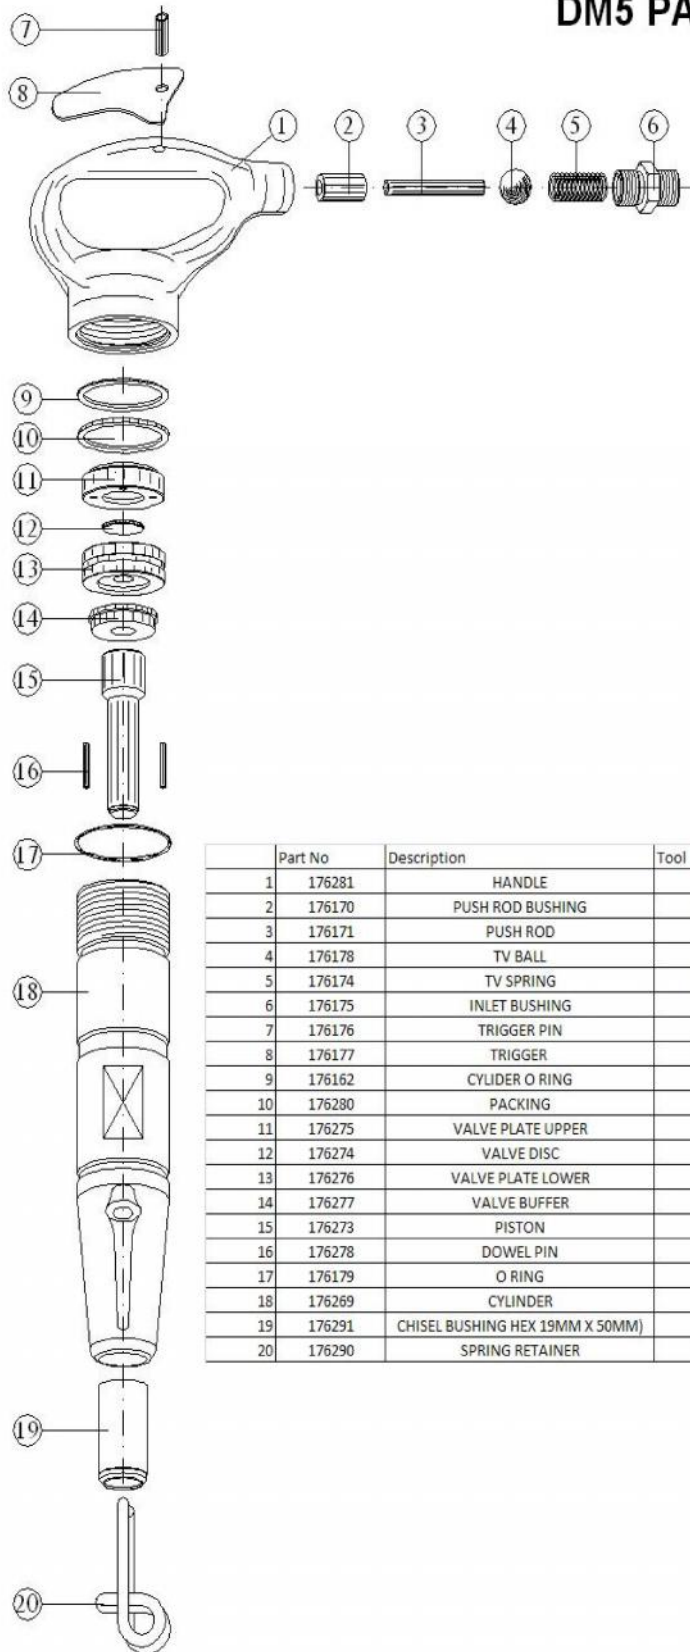 DM5 PA
7
8
1
2
3
4
5
6
9
10
11
12
13
14
15
16
17
18
19
20
Part No Description Tool
1 176281 HANDLE
2 176170 PUSH ROD BUSHING
3 176171 PUSH ROD
4 176178 TV BALL
5 176174 TV SPRING
6 176175 INLET BUSHING
7 176176 TRIGGER PIN
8 176177 TRIGGER
9 176162 CYLIDER O RING
10 176280 PACKING
11 176275 VALVE PLATE UPPER
12 176274 VALVE DISC
13 176276 VALVE PLATE LOWER
14 176277 VALVE BUFFER
15 176273 PISTON
16 176278 DOWEL PIN
17 176179 O RING
18 176269 CYLINDER
19 176291 CHISEL BUSHING HEX 19MM X 50MM)
20 176290 SPRING RETAINER